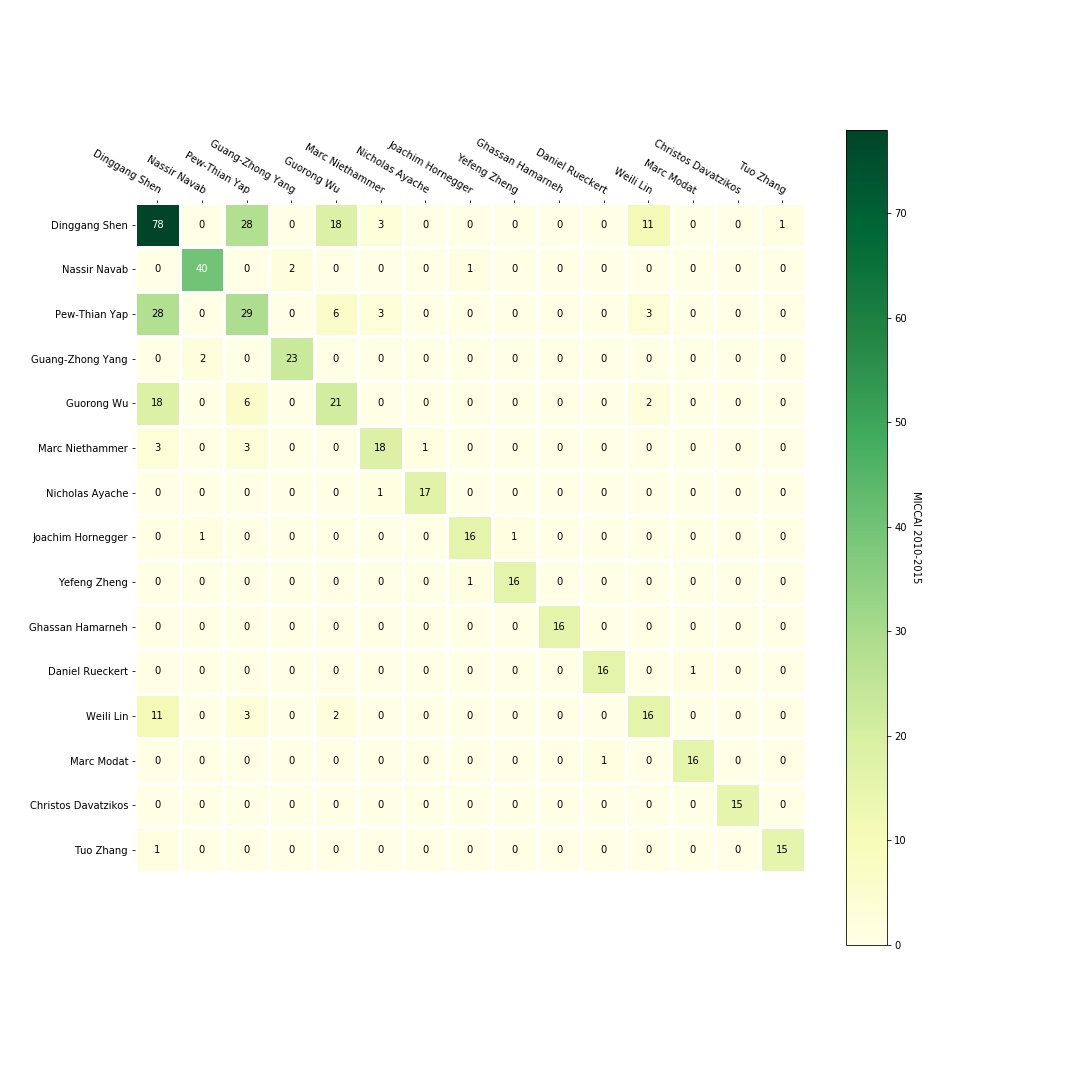 Dinggang Shen
Nassir Navab
Pew-Thian Yap
Guang-Zhong Yang
Guorong Wu
Marc Niethammer
Nicholas Ayache
Joachim Hornegger
Yefeng Zheng
Ghassan Hamarneh
Daniel Rueckert
Weili Lin
Marc Modat
Christos Davatzikos
Tuo Zhang
Dinggang Shen 78 0 28 0 18 3 0 0 0 0 0 11 0 0 1
Nassir Navab 0 40 0 2 0 0 0 1 0 0 0 0 0 0 0
Pew-Thian Yap 28 0 29 0 6 3 0 0 0 0 0 3 0 0 0
Guang-Zhong Yang 0 2 0 23 0 0 0 0 0 0 0 0 0 0 0
Guorong Wu 18 0 6 0 21 0 0 0 0 0 0 2 0 0 0
Marc Niethammer 3 0 3 0 0 18 1 0 0 0 0 0 0 0 0
Nicholas Ayache 0 0 0 0 0 1 17 0 0 0 0 0 0 0 0
Joachim Hornegger 0 1 0 0 0 0 0 16 1 0 0 0 0 0 0
Yefeng Zheng 0 0 0 0 0 0 0 1 16 0 0 0 0 0 0
Ghassan Hamarneh 0 0 0 0 0 0 0 0 0 16 0 0 0 0 0
Daniel Rueckert 0 0 0 0 0 0 0 0 0 0 16 0 1 0 0
Weili Lin 11 0 3 0 2 0 0 0 0 0 0 16 0 0 0
Marc Modat 0 0 0 0 0 0 0 0 0 0 1 0 16 0 0
Christos Davatzikos 0 0 0 0 0 0 0 0 0 0 0 0 0 15 0
Tuo Zhang 1 0 0 0 0 0 0 0 0 0 0 0 0 0 15
70
60
50
40
30
20
10
0
MICCAI 2010-2015